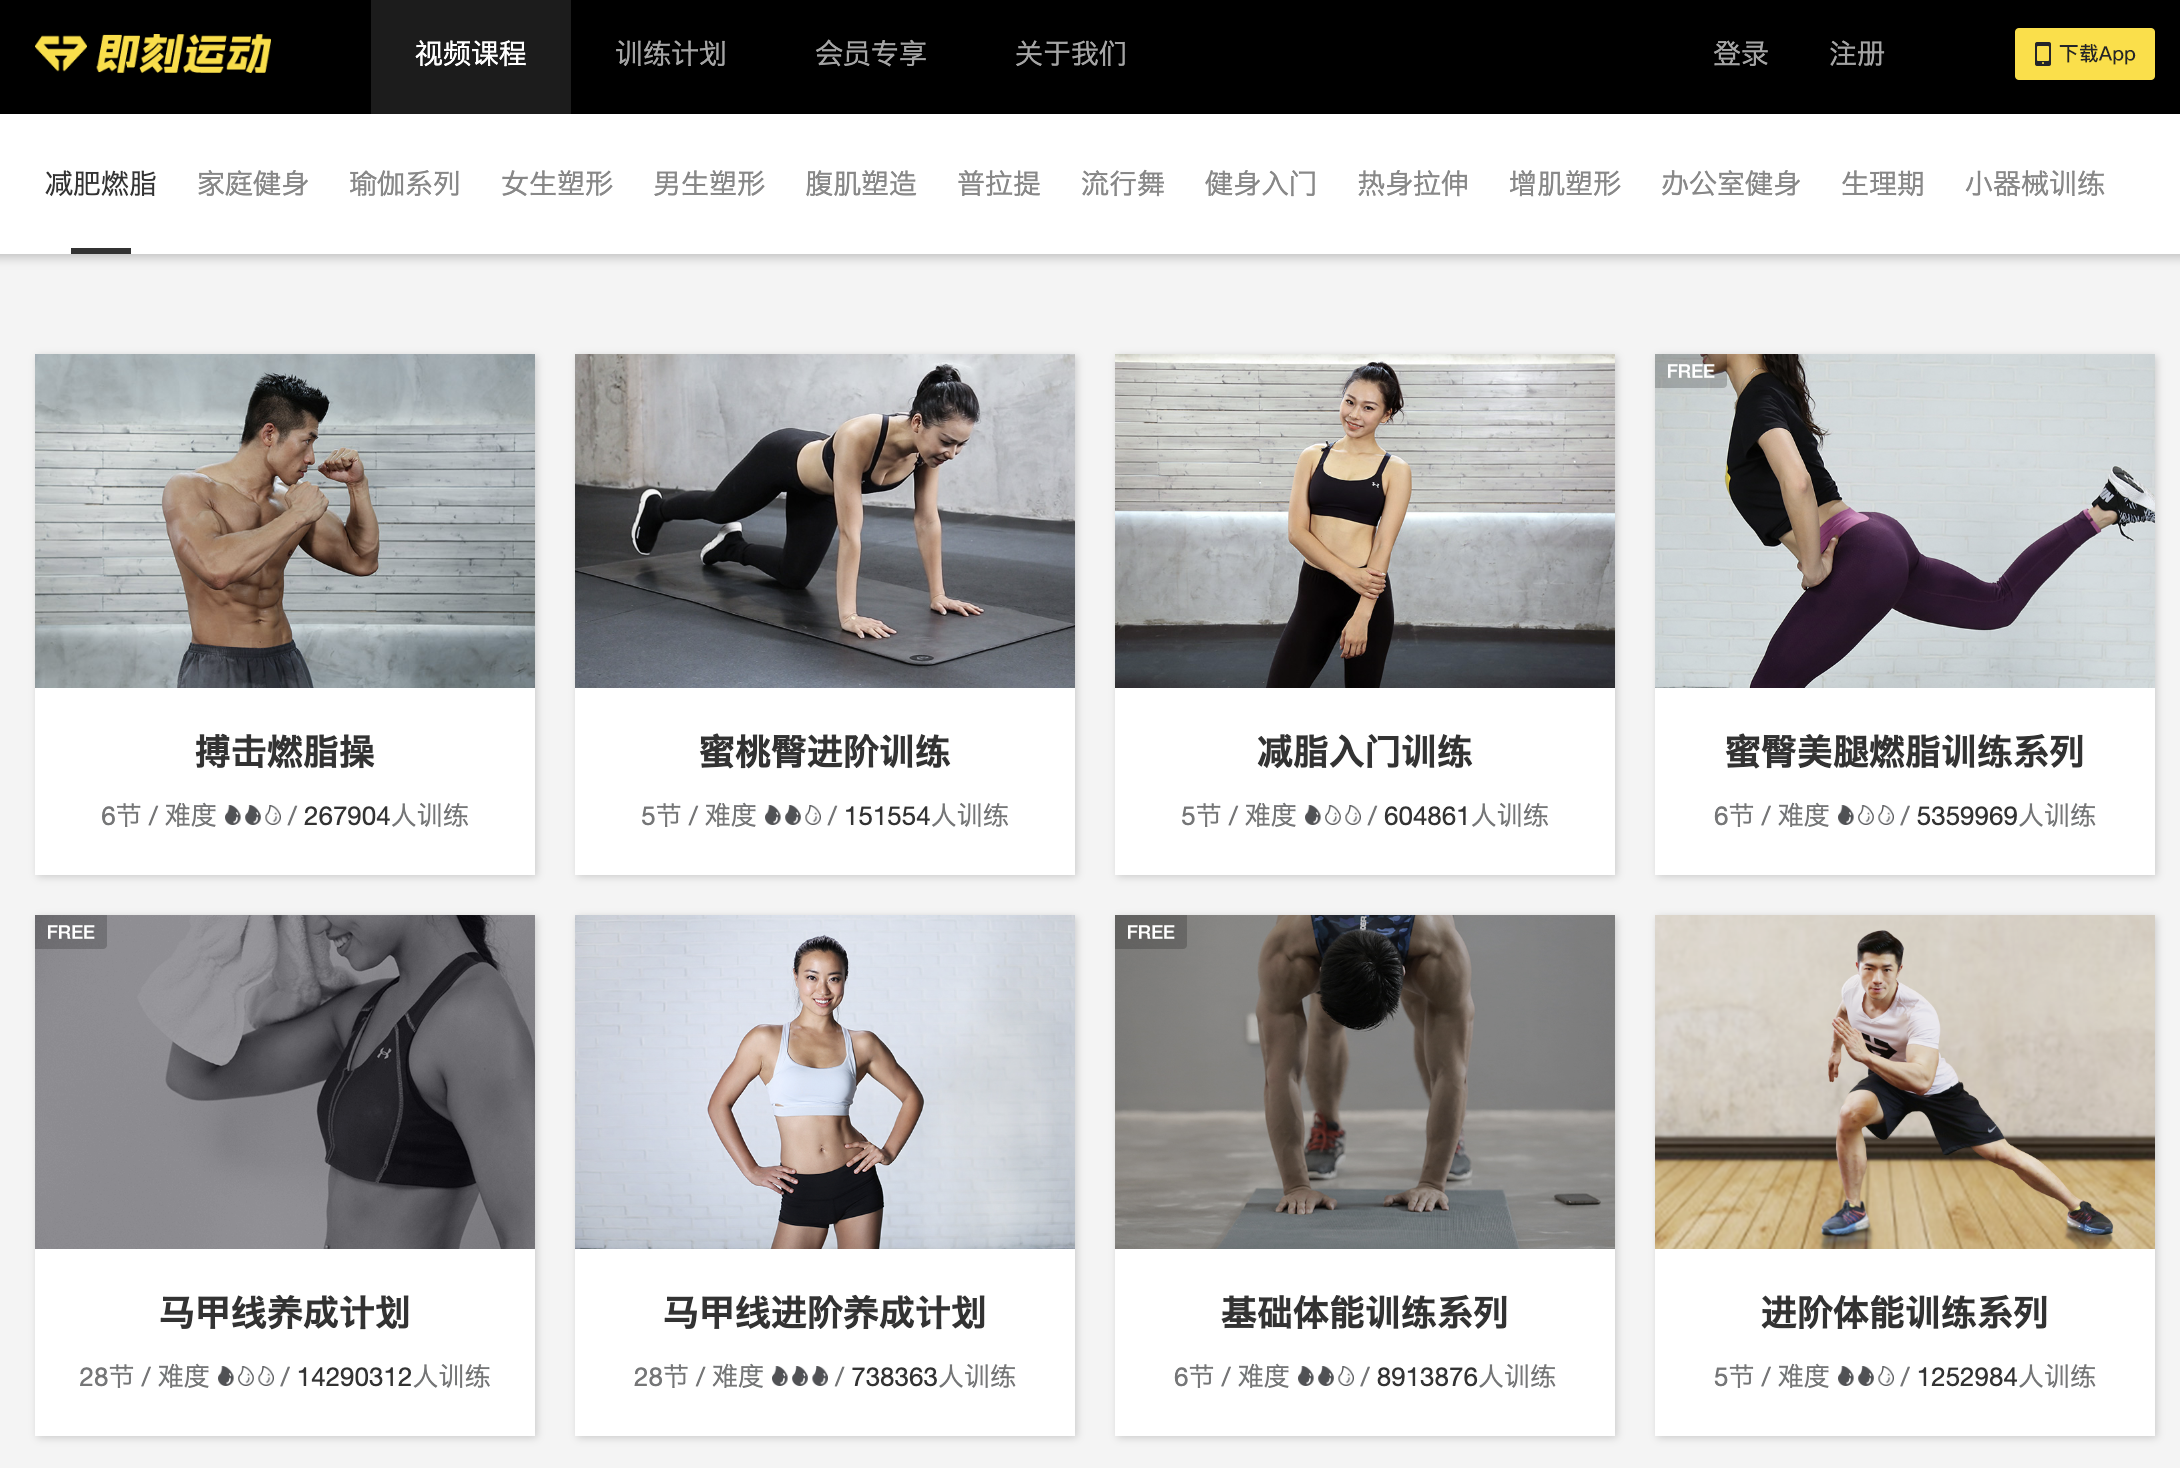 即刻运动 视频课程 训练计划 会员专享 关于我们 登录 注册 下载App
减肥燃脂 家庭健身 瑜伽系列 女生塑形 男生塑形 腹肌塑造 普拉提 流行舞 健身入门 热身拉伸 增肌塑形 办公室健身 生理期 小器械训练
FREE
搏击燃脂操
6节 / 难度 / 267904人训练
蜜桃臀进阶训练
5节 / 难度 / 151554人训练
减脂入门训练
5节 / 难度 / 604861人训练
蜜臀美腿燃脂训练系列
6节 / 难度 / 5359969人训练
FREE
马甲线养成计划
28节 / 难度 / 14290312人训练
马甲线进阶养成计划
28节 / 难度 / 738363人训练
FREE
基础体能训练系列
6节 / 难度 / 8913876人训练
进阶体能训练系列
5节 / 难度 / 1252984人训练